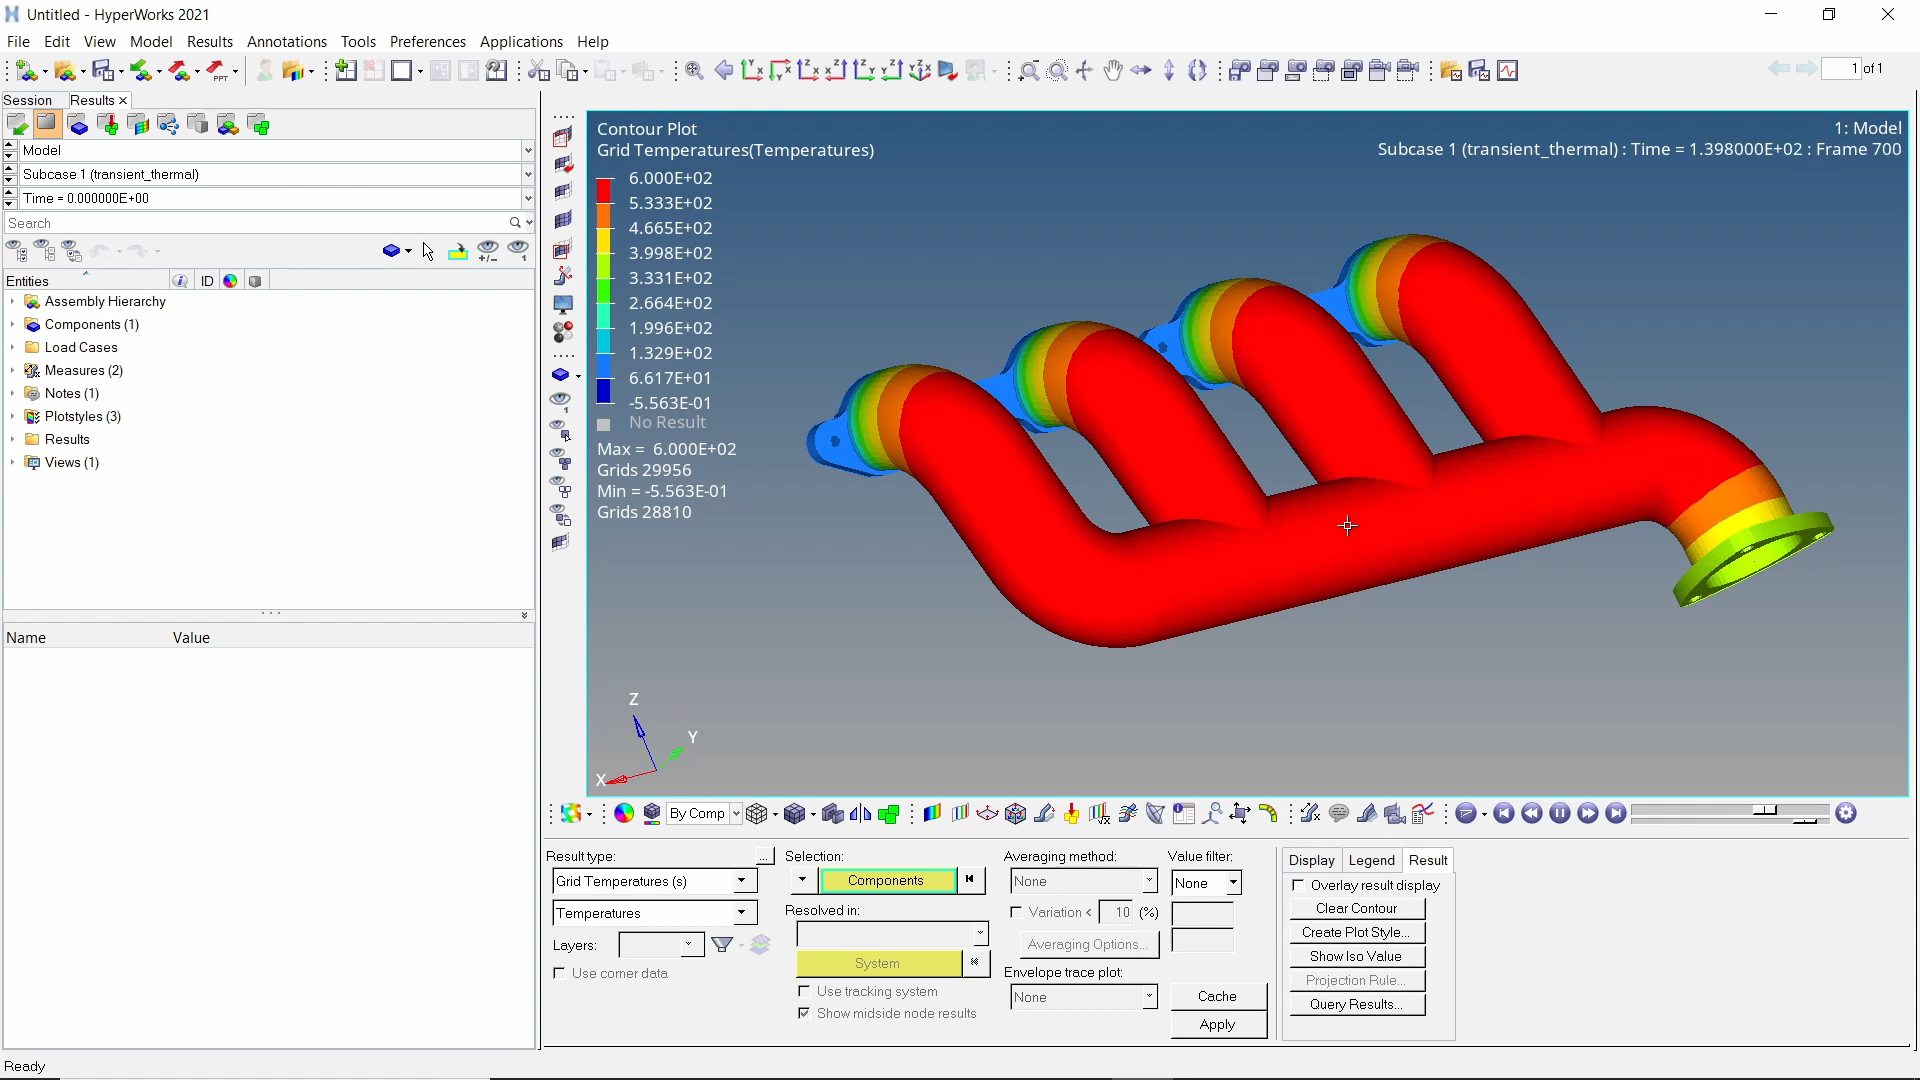 Untitled - HyperWorks 2021
File Edit View Model Results Annotations Tools Preferences Applications Help
PPT
1 of 1
Session Results
Model
Subcase 1 (transient_thermal)
Time = 0.000000E+00
Search
Entities ID
Assembly Hierarchy
Components (1)
Load Cases
Measures (2)
Notes (1)
Plotstyles (3)
Results
Views (1)
Name Value
Contour Plot
Grid Temperatures(Temperatures)
1: Model
Subcase 1 (transient_thermal) : Time = 1.398000E+02 : Frame 700
6.000E+02
5.333E+02
4.665E+02
3.998E+02
3.331E+02
2.664E+02
1.996E+02
1.329E+02
6.617E+01
-5.563E-01
No Result
Max = 6.000E+02
Grids 29956
Min = -5.563E-01
Grids 28810
Z
Y
X
By Comp
Result type: ...
Grid Temperatures (s)
Temperatures
Layers:
Use corner data
Selection:
Components
Resolved in:
System
Use tracking system
Show midside node results
Averaging method:
None
Variation < 10 (%)
Averaging Options...
Envelope trace plot:
None
Value filter:
None
Cache
Apply
Display Legend Result
Overlay result display
Clear Contour
Create Plot Style...
Show Iso Value
Projection Rule...
Query Results...
Ready